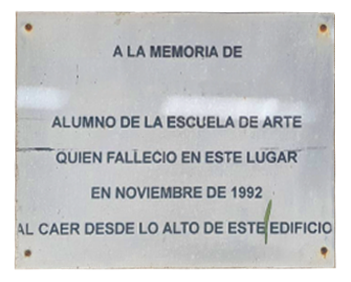 A LA MEMORIA DE
ALUMNO DE LA ESCUELA DE ARTE
QUIEN FALLECIO EN ESTE LUGAR
EN NOVIEMBRE DE 1992
AL CAER DESDE LO ALTO DE ESTE EDIFICIO